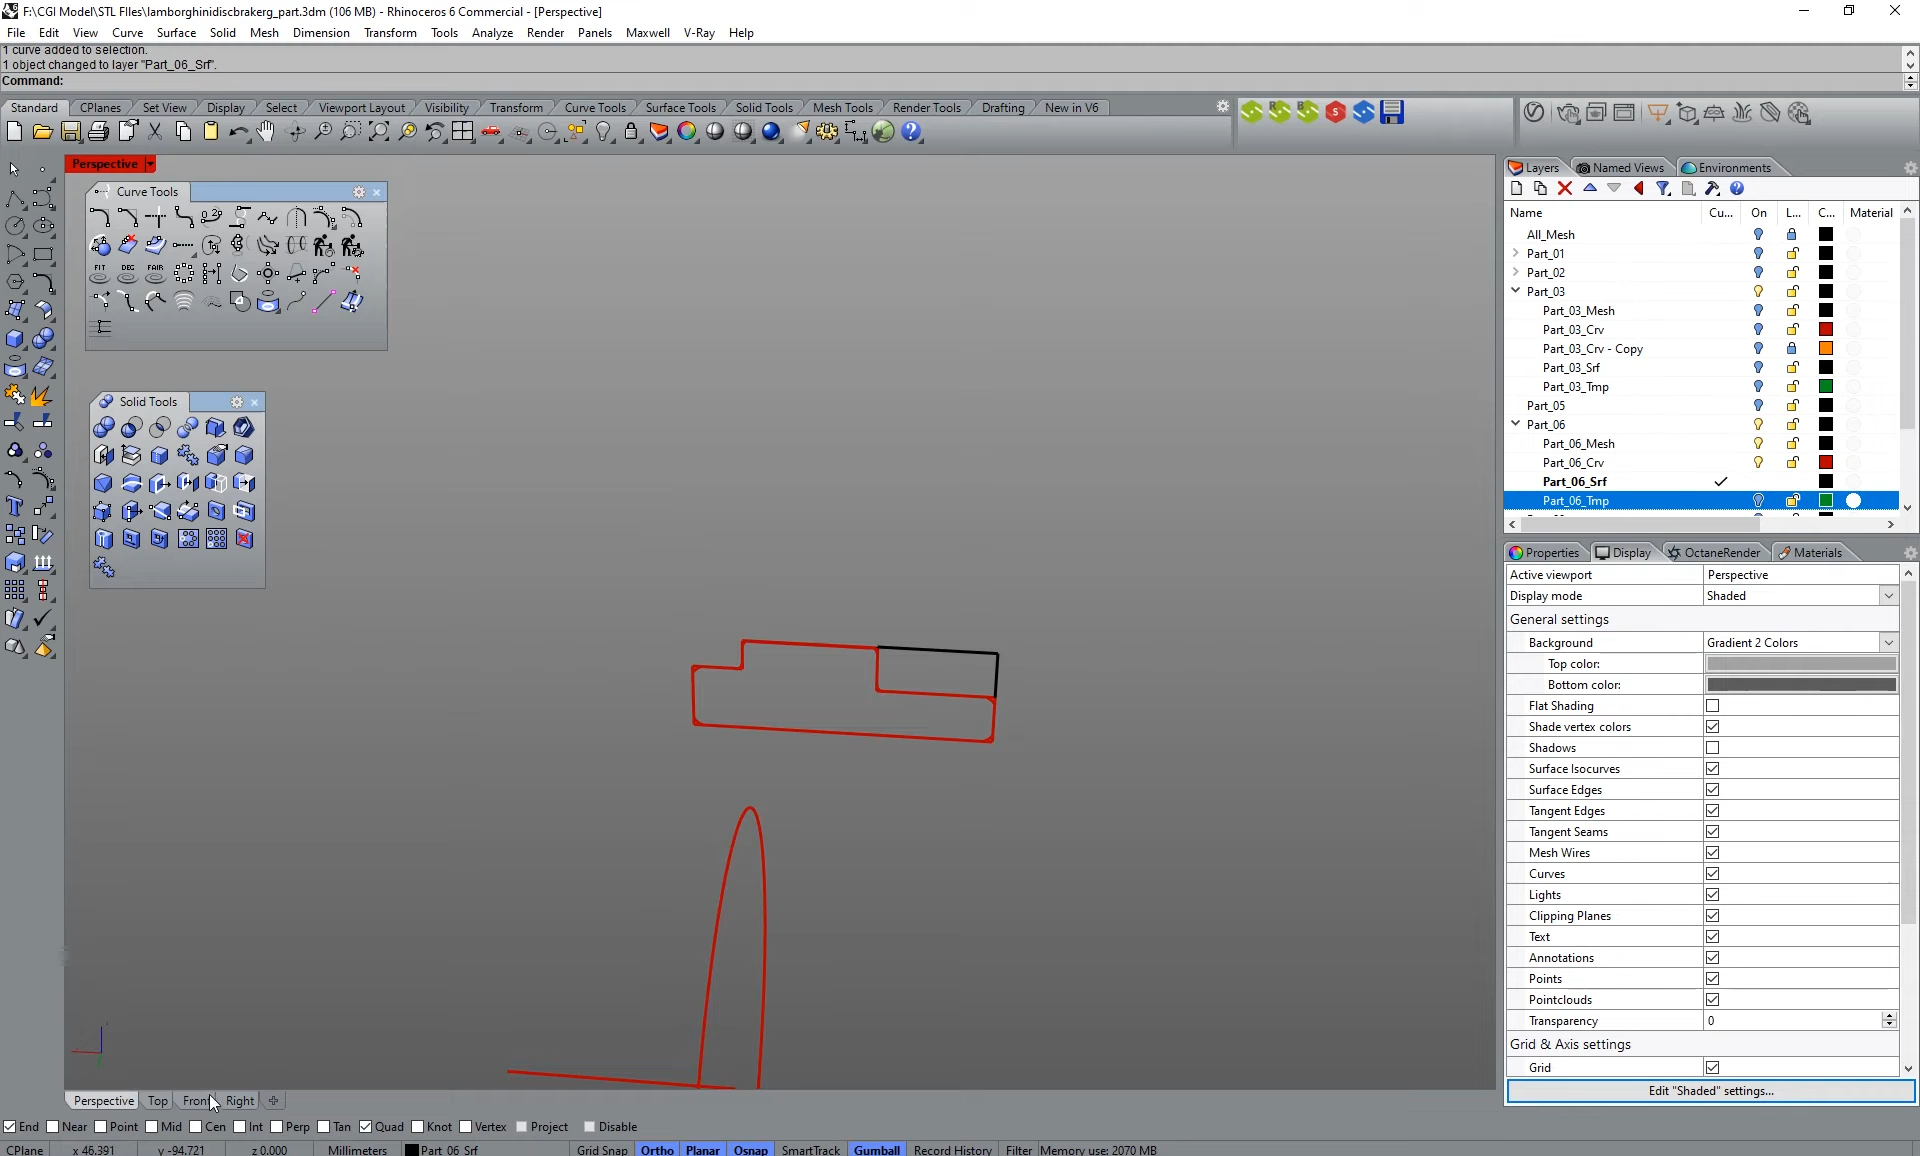 F:\CGI Model\STL FIles\lamborghinidiscbrakerg_part.3dm (106 MB) - Rhinoceros 6 Commercial - [Perspective]
File Edit View Curve Surface Solid Mesh Dimension Transform Tools Analyze Render Panels Maxwell V-Ray Help
1 curve added to selection.
1 object changed to layer "Part_06_Srf".
Command:
Standard CPlanes Set View Display Select Viewport Layout Visibility Transform Curve Tools Surface Tools Solid Tools Mesh Tools Render Tools Drafting New in V6
Perspective
Curve Tools
FIT DEG FAIR
Solid Tools
Layers Named Views Environments
Name Cu... On L... C... Material
All_Mesh
Part_01
Part_02
Part_03
Part_03_Mesh
Part_03_Crv
Part_03_Crv - Copy
Part_03_Srf
Part_03_Tmp
Part_05
Part_06
Part_06_Mesh
Part_06_Crv
Part_06_Srf
Part_06_Tmp
Properties Display OctaneRender Materials
Active viewport Perspective
Display mode Shaded
General settings
Background Gradient 2 Colors
Top color:
Bottom color:
Flat Shading
Shade vertex colors
Shadows
Surface Isocurves
Surface Edges
Tangent Edges
Tangent Seams
Mesh Wires
Curves
Lights
Clipping Planes
Text
Annotations
Points
Pointclouds
Transparency 0
Grid & Axis settings
Grid
Edit "Shaded" settings...
Perspective Top Front Right
End Near Point Mid Cen Int Perp Tan Quad Knot Vertex Project Disable
CPlane x 46.391 y -94.721 z 0.000 Millimeters Part_06_Srf Grid Snap Ortho Planar Osnap SmartTrack Gumball Record History Filter Memory use: 2070 MB